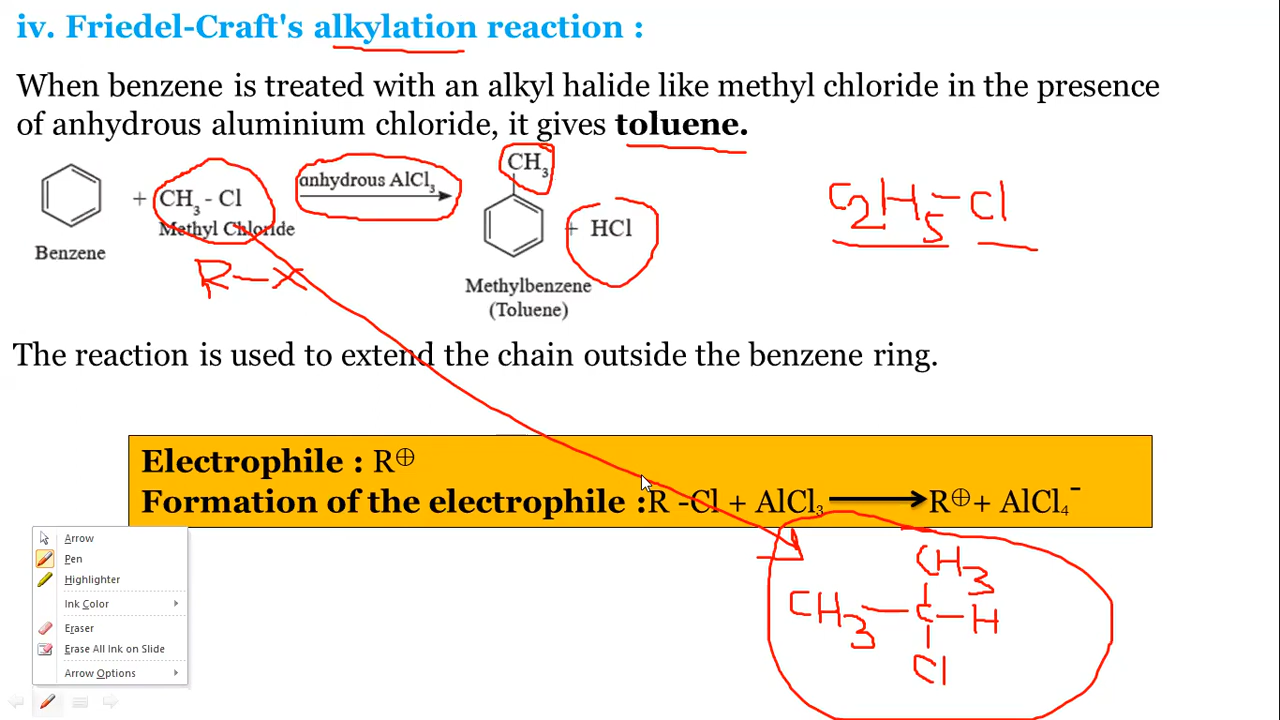 iv. Friedel-Craft's alkylation reaction :
When benzene is treated with an alkyl halide like methyl chloride in the presence
of anhydrous aluminium chloride, it gives toluene.
CH3
anhydrous AlCl3
+ CH3 - Cl
C2H5-Cl
+ HCl
Methyl Chloride
Benzene
R-X
Methylbenzene
(Toluene)
The reaction is used to extend the chain outside the benzene ring.
Electrophile : R⊕
Formation of the electrophile :R -Cl + AlCl3 ⟶ R⊕+ AlCl4-
Arrow
Pen
Highlighter
Ink Color
Eraser
Erase All Ink on Slide
Arrow Options
CH3
CH3-C-H
Cl